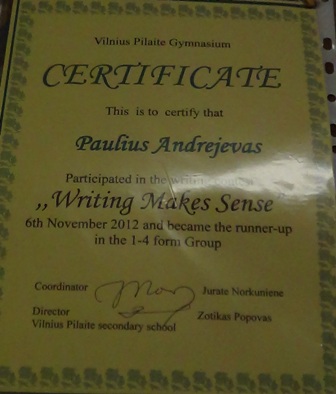 Vilnius Pilaite Gymnasium
CERTIFICATE
This is to certify that
Paulius Andrejevas
Participated in the writing
,,Writing Makes Sense
6th November 2012 and became the runner-up
in the 1-4 form Group
Coordinator Jurate Norkuniene
Director Zotikas Popovas
Vilnius Pilaite secondary school